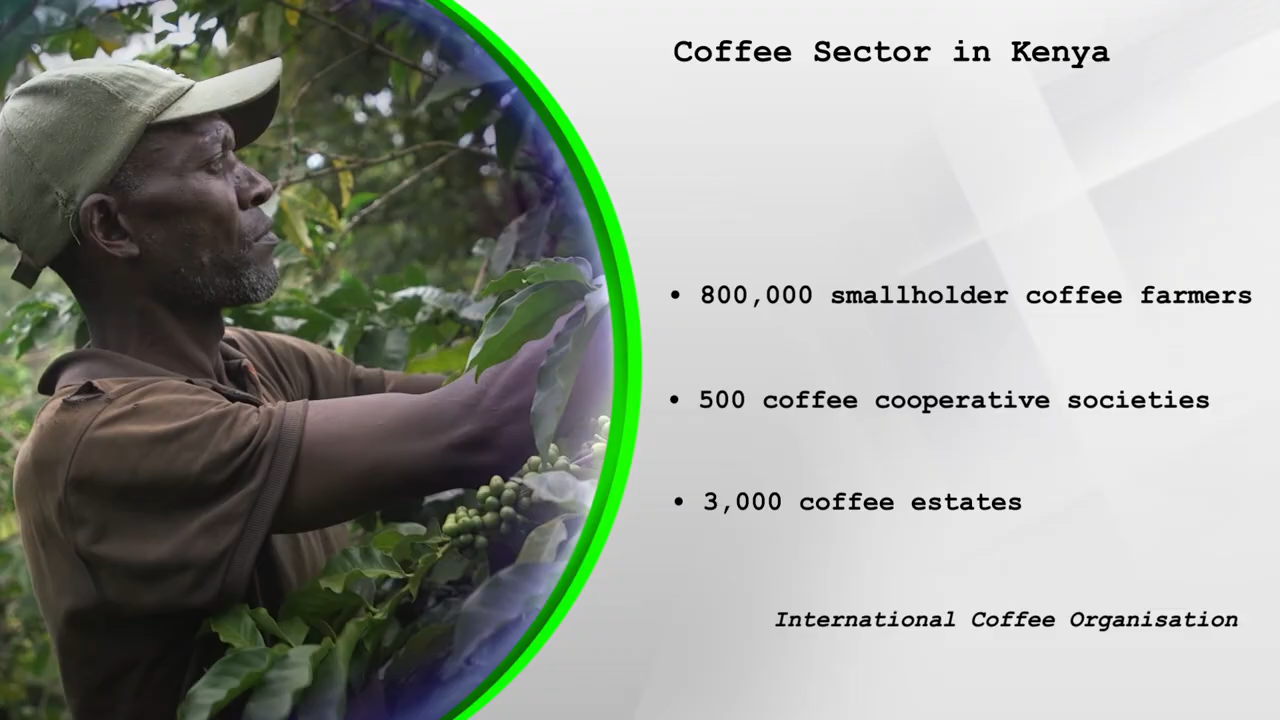 Coffee Sector in Kenya
• 800,000 smallholder coffee farmers
• 500 coffee cooperative societies
• 3,000 coffee estates
International Coffee Organisation